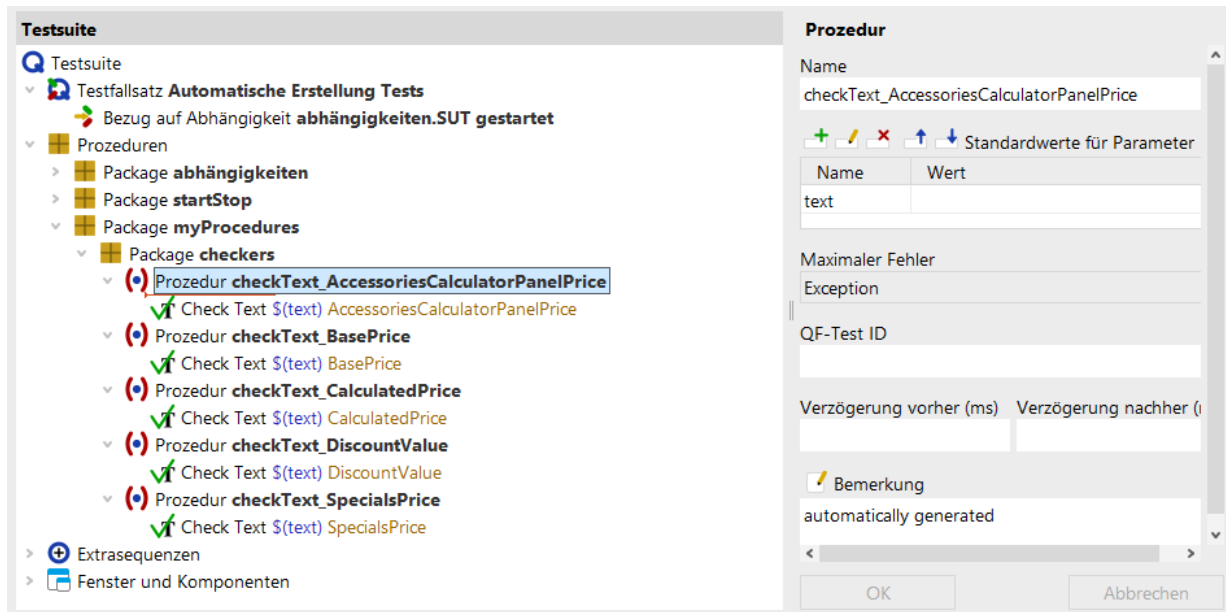 Testsuite
Testsuite
Testfallsatz Automatische Erstellung Tests
Bezug auf Abhängigkeit abhängigkeiten.SUT gestartet
Prozeduren
Package abhängigkeiten
Package startStop
Package myProcedures
Package checkers
Prozedur checkText_AccessoriesCalculatorPanelPrice
Check Text $(text) AccessoriesCalculatorPanelPrice
Prozedur checkText_BasePrice
Check Text $(text) BasePrice
Prozedur checkText_CalculatedPrice
Check Text $(text) CalculatedPrice
Prozedur checkText_DiscountValue
Check Text $(text) DiscountValue
Prozedur checkText_SpecialsPrice
Check Text $(text) SpecialsPrice
Extrasequenzen
Fenster und Komponenten
Prozedur
Name
checkText_AccessoriesCalculatorPanelPrice
Standardwerte für Parameter
Name Wert
text
Maximaler Fehler
Exception
QF-Test ID
Verzögerung vorher (ms) Verzögerung nachher (
Bemerkung
automatically generated
OK Abbrechen